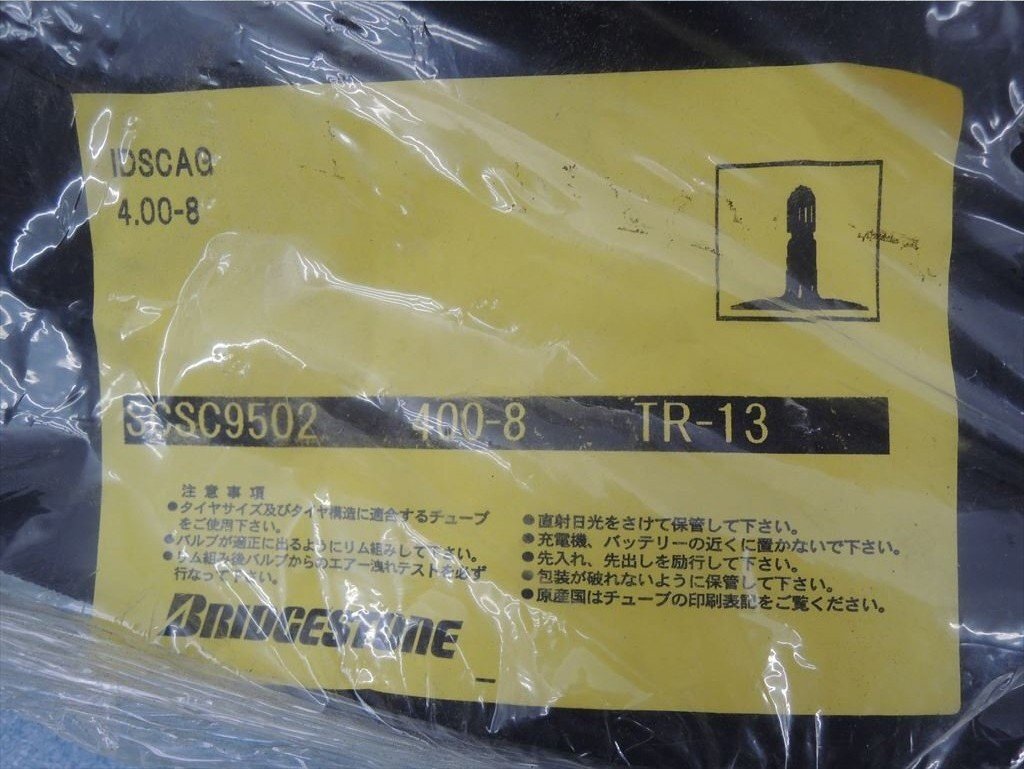 IDSCAG
4.00-8
SCSC9502 400-8 TR-13
注意事項
●タイヤサイズ及びタイヤ構造に適合するチューブ
をご使用下さい。
●バルブが適正に出るようにリム組みして下さい。
●リム組み後バルブからのエアー洩れテストを必ず
行なって下さい。
●直射日光をさけて保管して下さい。
●充電機、バッテリーの近くに置かないで下さい。
●先入れ、先出しを励行して下さい。
●包装が破れないように保管して下さい。
●原産国はチューブの印刷表記をご覧ください。
BRIDGESTONE